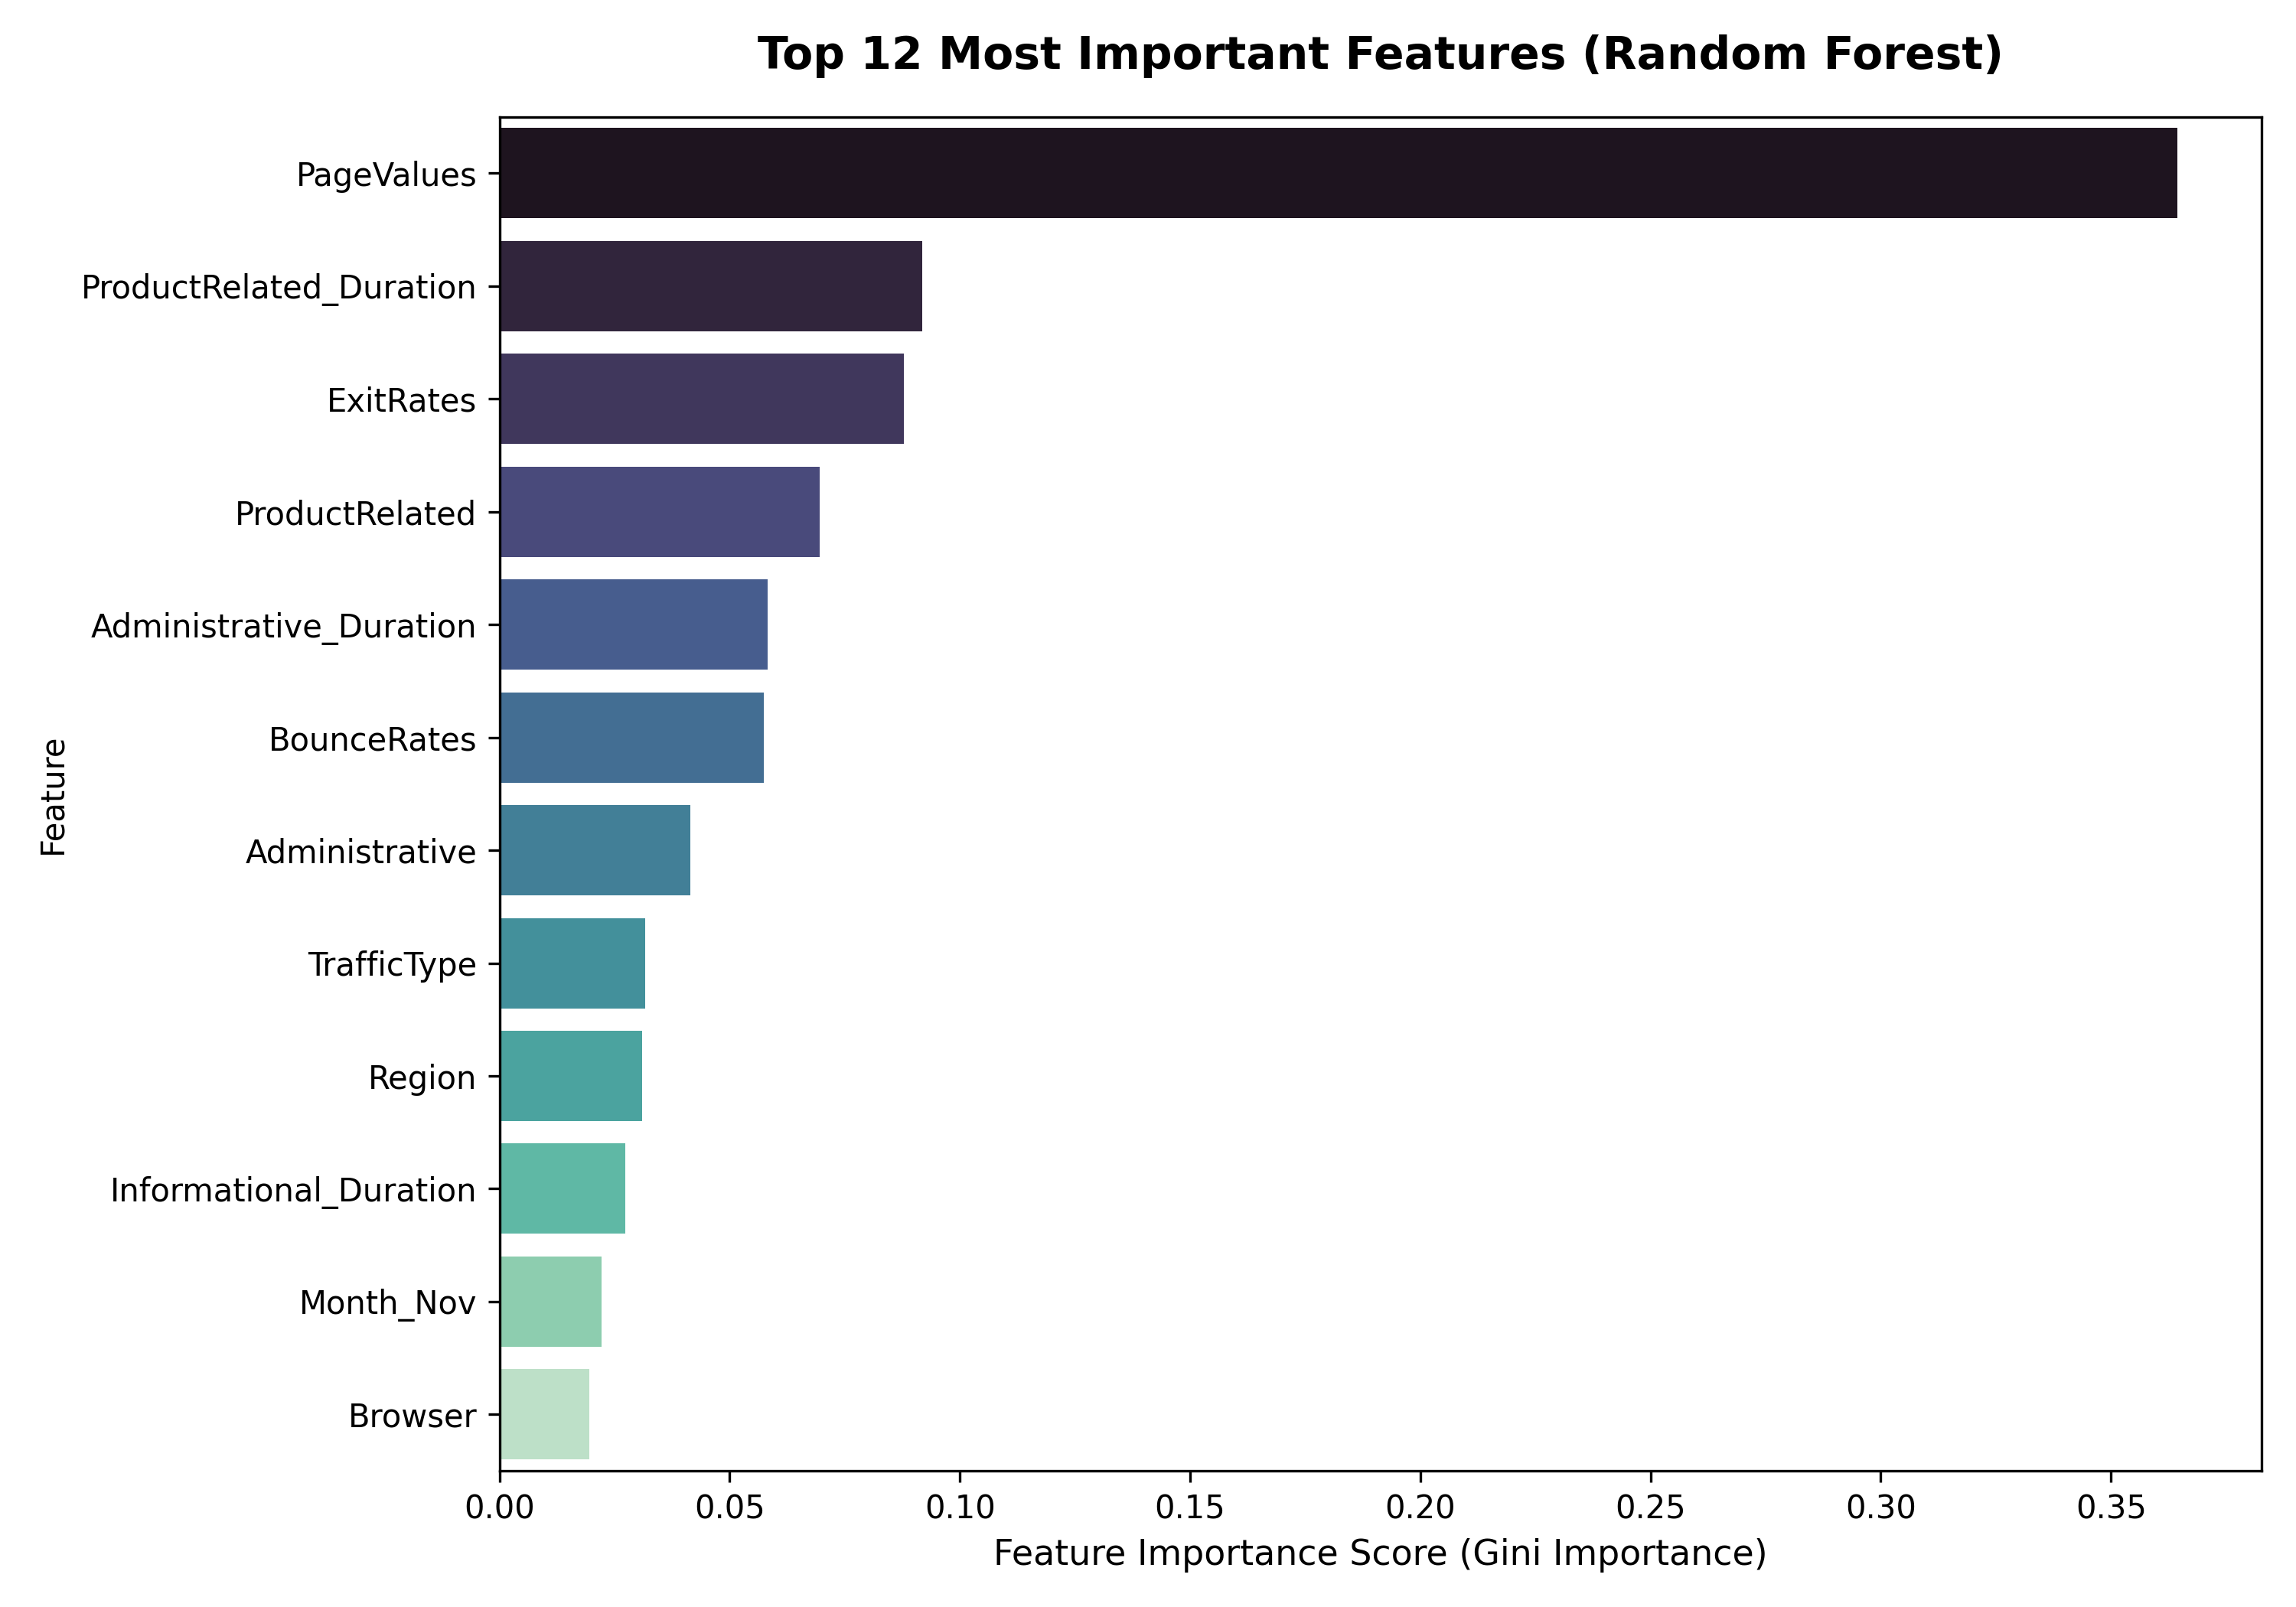 Top 12 Most Important Features (Random Forest)
PageValues
ProductRelated_Duration
ExitRates
ProductRelated
Administrative_Duration
BounceRates
Administrative
TrafficType
Region
Informational_Duration
Month_Nov
Browser
Feature
0.00 0.05 0.10 0.15 0.20 0.25 0.30 0.35
Feature Importance Score (Gini Importance)